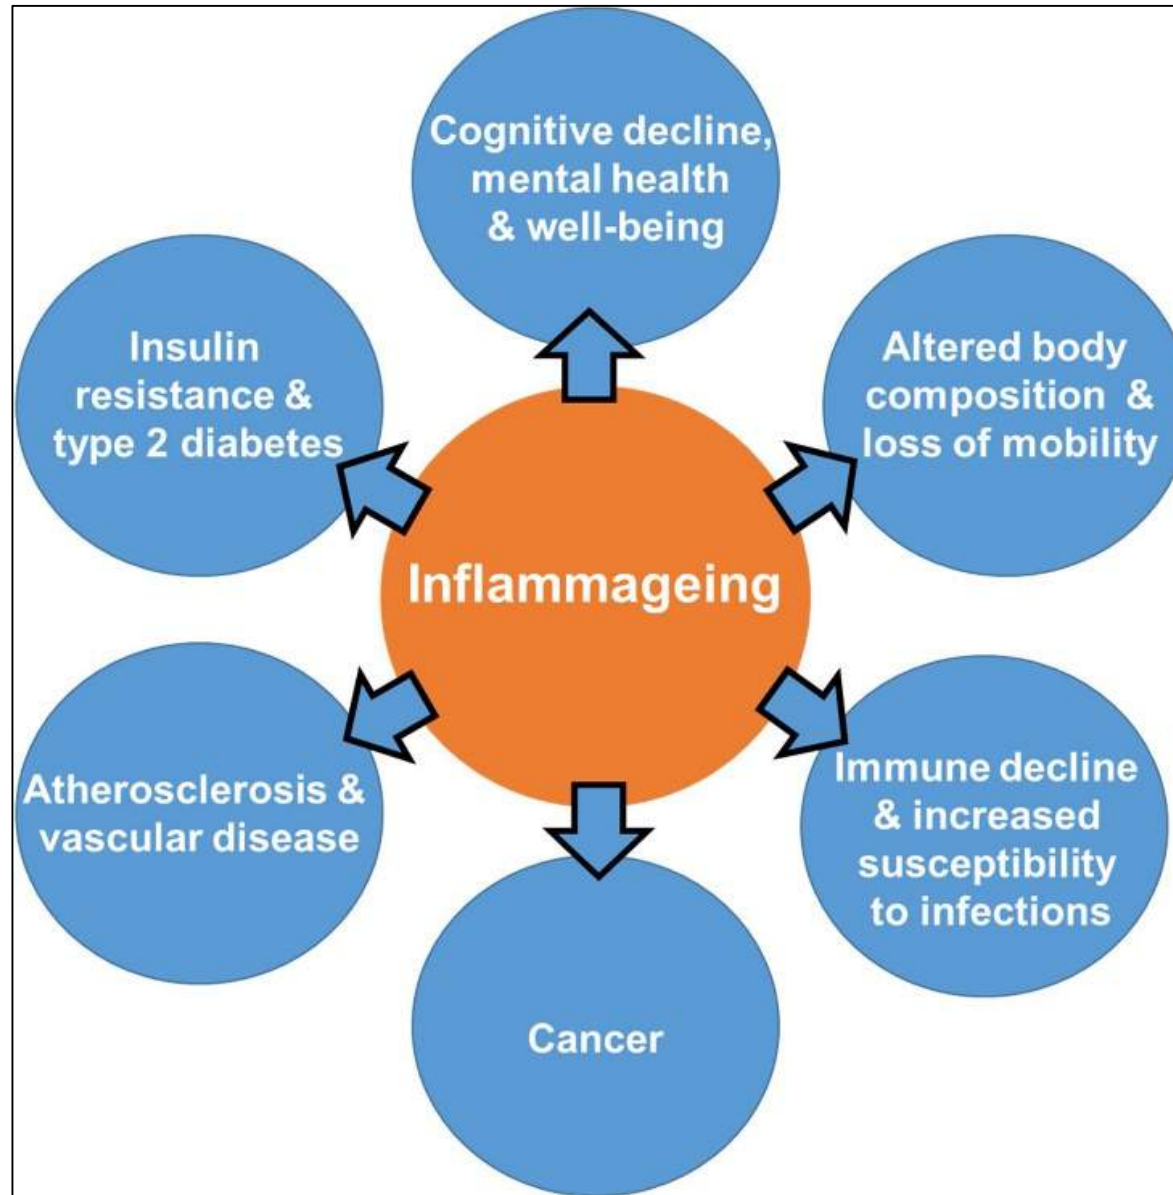 Cognitive decline,
mental health
& well-being
Insulin
resistance &
type 2 diabetes
Altered body
composition &
loss of mobility
Inflammageing
Atherosclerosis &
vascular disease
Immune decline
& increased
susceptibility
to infections
Cancer